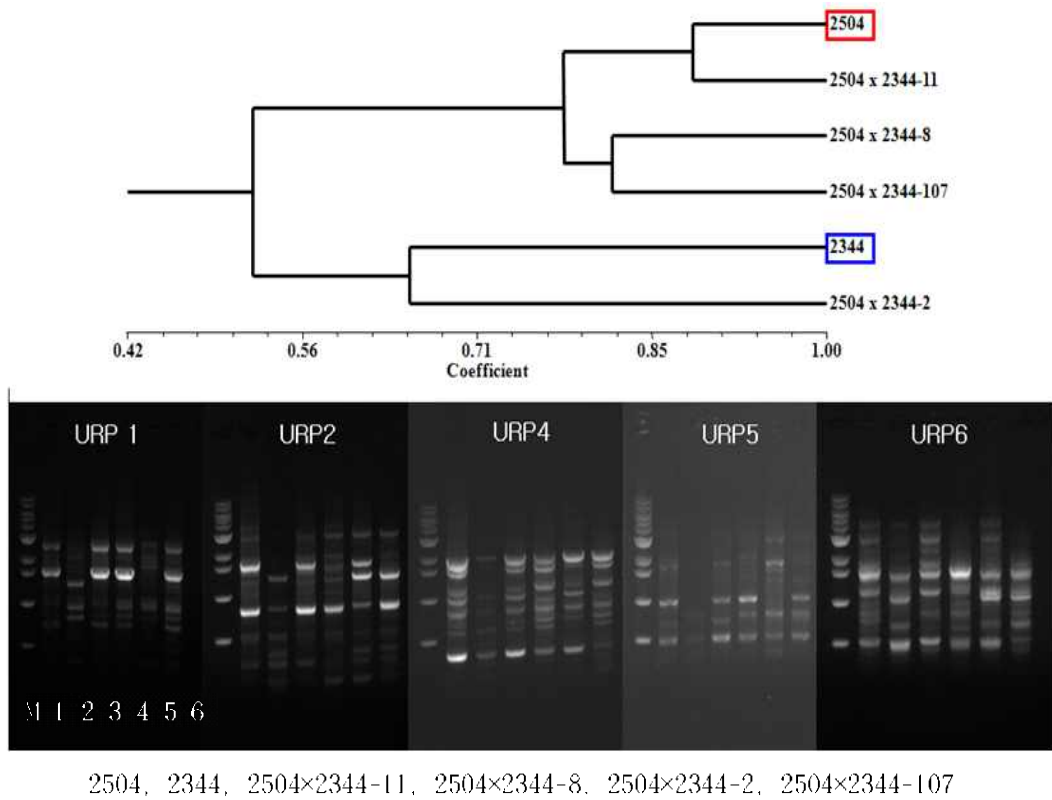 2504
2504 x 2344-11
2504 x 2344-8
2504 x 2344-107
2344
2504 x 2344-2
0.42 0.56 0.71 0.85 1.00
Coefficient
URP 1 URP2 URP4 URP5 URP6
M 1 2 3 4 5 6
2504, 2344, 2504×2344-11, 2504×2344-8, 2504×2344-2, 2504×2344-107